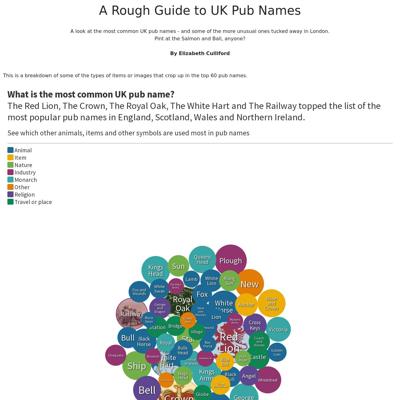 A Rough Guide to UK Pub Names
A look at the most common UK pub names - and some of the more unusual ones tucked away in London.
Pint at the Salmon and Ball, anyone?
By Elizabeth Culliford
This is a breakdown of some of the types of items or images that crop up in the top 60 pub names.
What is the most common UK pub name?
The Red Lion, The Crown, The Royal Oak, The White Hart and The Railway topped the list of the
most popular pub names in England, Scotland, Wales and Northern Ireland.
See which other animals, items and other symbols are used most in pub names
Animal
Item
Nature
Industry
Monarch
Other
Religion
Travel or place
Queens
Head
Plough
Kings
Head
Sun
Lamb
White
Lion
New
Royal
Oak
Fox
White
Horse
Railway
Station
Bridge
Village
Lion
Cross
Keys
Victoria
Bull
Black
Horse
Royal
Red
Lion
Castle
Ship
Kings
Arms
Black
Bull
Angel
Bell
Crown
Globe
George